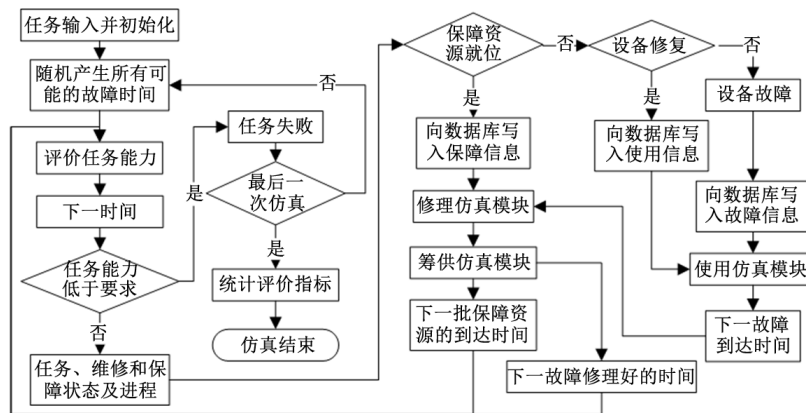 任务输入并初始化
随机产生所有可
能的故障时间
评价任务能力
下一时间
任务能力
低于要求
否
任务、维修和保
障状态及进程
是
任务失败
否
最后一
次仿真
是
统计评价指标
仿真结束
保障资
源就位
否
是
向数据库写
入保障信息
修理仿真模块
筹供仿真模块
下一批保障资
源的到达时间
下一故障修理好的时间
设备修复
否
是
向数据库写
入使用信息
设备故障
向数据库写
入故障信息
使用仿真模块
下一故障
到达时间